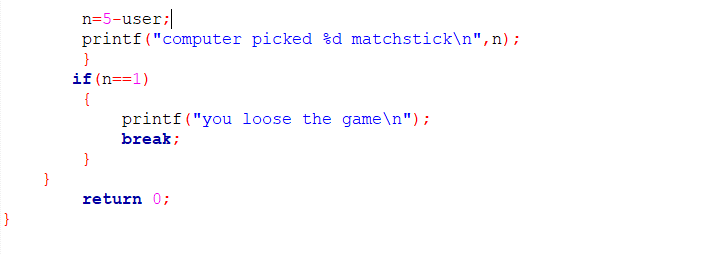 n=5-user;
printf("computer picked %d matchstick\n",n);
}
if(n==1)
{
printf("you loose the game\n");
break;
}
}
return 0;
}